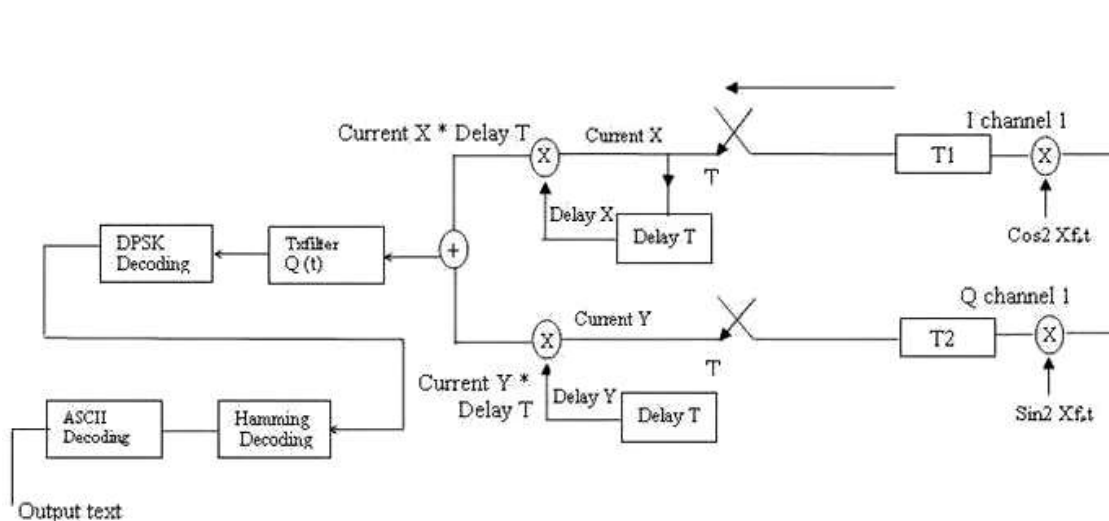 I channel 1
Current X * Delay T
Current X
T1
X
X
T
Delay X
Delay T
Cos2 Xf,t
DPSK
Decoding
Txfilter
Q (t)
+
Q channel 1
Current Y
X
T2
X
T
Current Y *
Delay T
Delay Y
Delay T
Sin2 Xf,t
ASCII
Decoding
Hamming
Decoding
Output text